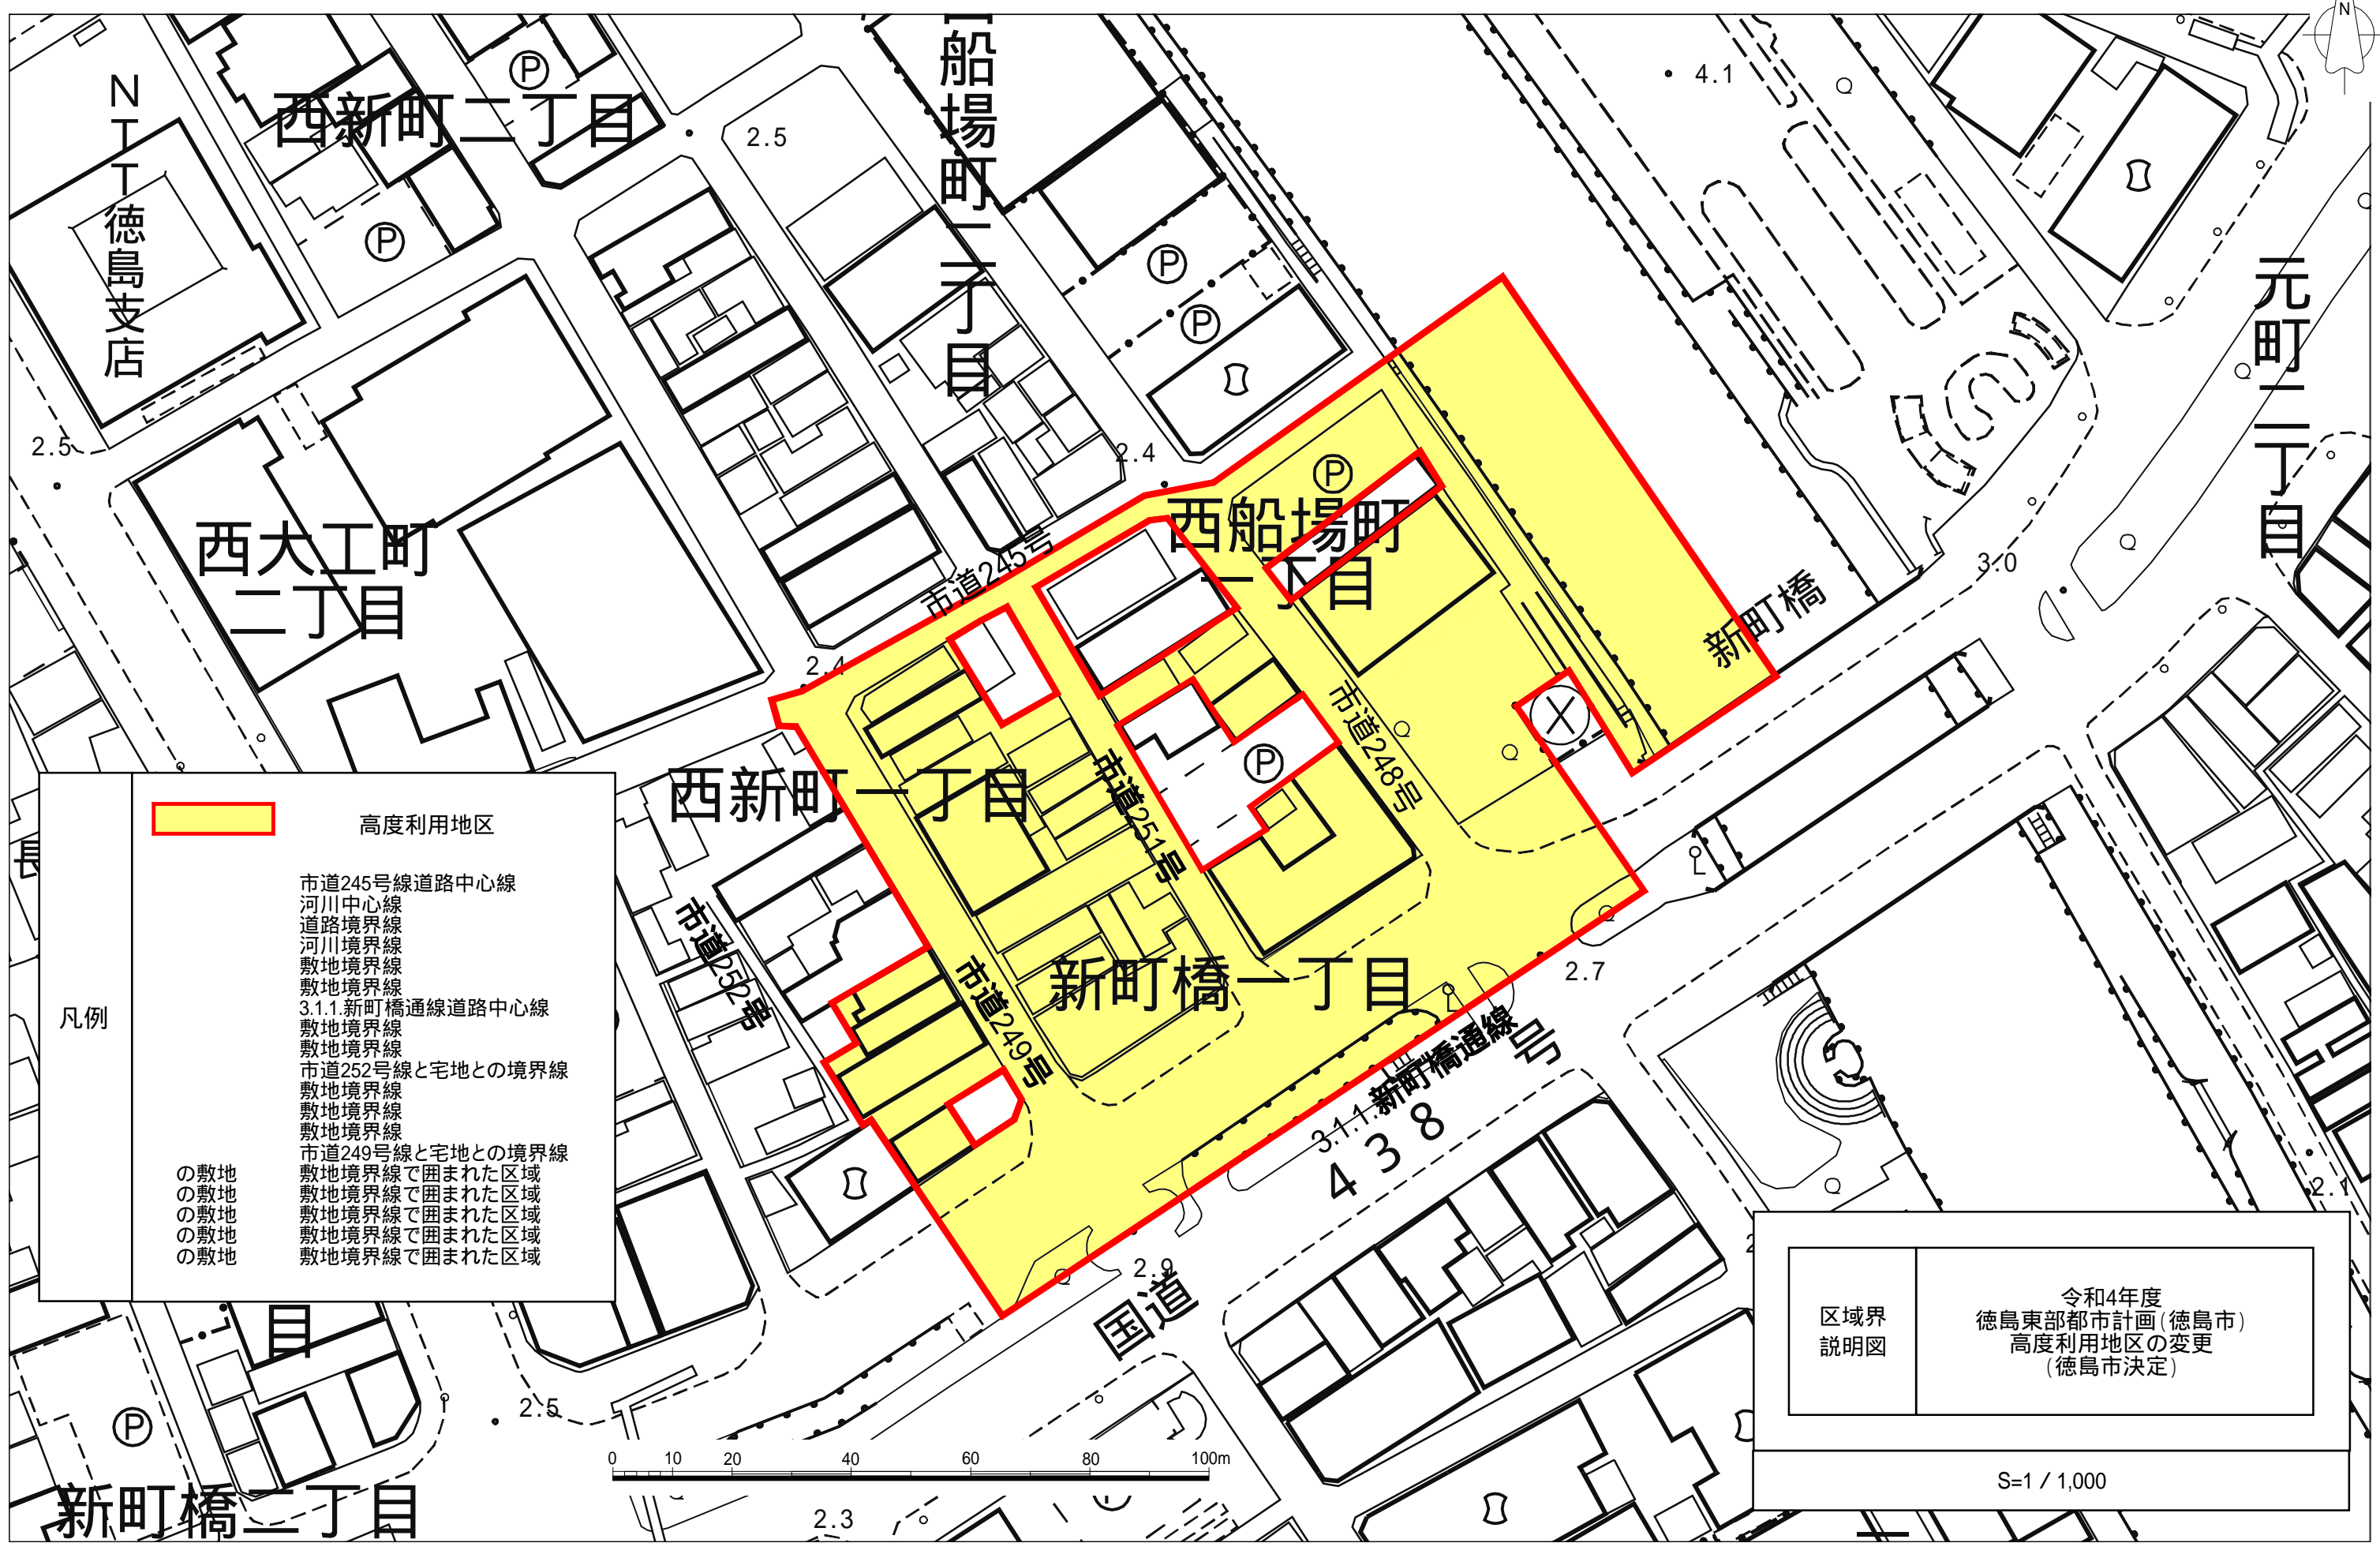 N
西新町二丁目
NTT徳島支店
船場町二丁目
2.5
4.1
元町二丁目
2.5
2.4
西船場町
一丁目
西大工町
二丁目
市道245号
3.0
新町橋
2.4
市道248号
西新町一丁目
市道251号
市道252号
市道249号
新町橋一丁目
2.7
3.1.1.新町橋通線
438
号
国道
2.9
2.1
2.5
2.3
目
新町橋二丁目
長
P
P
P
P
P
P
P
凡例
高度利用地区
市道245号線道路中心線
河川中心線
道路境界線
河川境界線
敷地境界線
敷地境界線
3.1.1.新町橋通線道路中心線
敷地境界線
敷地境界線
市道252号線と宅地との境界線
敷地境界線
敷地境界線
敷地境界線
市道249号線と宅地との境界線
の敷地 敷地境界線で囲まれた区域
の敷地 敷地境界線で囲まれた区域
の敷地 敷地境界線で囲まれた区域
の敷地 敷地境界線で囲まれた区域
の敷地 敷地境界線で囲まれた区域
0 10 20 40 60 80 100m
区域界
説明図
令和4年度
徳島東部都市計画(徳島市)
高度利用地区の変更
(徳島市決定)
S=1/1,000